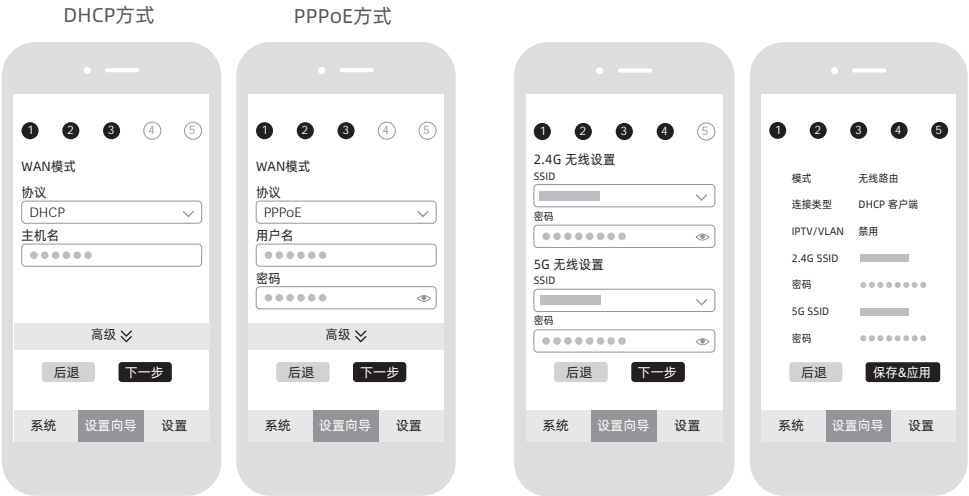 DHCP方式
1 2 3 4 5
WAN模式
协议
DHCP
主机名
高级
后退 下一步
系统 设置向导 设置
PPPoE方式
1 2 3 4 5
WAN模式
协议
PPPoE
用户名
密码
高级
后退 下一步
系统 设置向导 设置
1 2 3 4 5
2.4G 无线设置
SSID
密码
5G 无线设置
SSID
密码
后退 下一步
系统 设置向导 设置
1 2 3 4 5
模式 无线路由
连接类型 DHCP 客户端
IPTV/VLAN 禁用
2.4G SSID
密码
5G SSID
密码
后退 保存&应用
系统 设置向导 设置